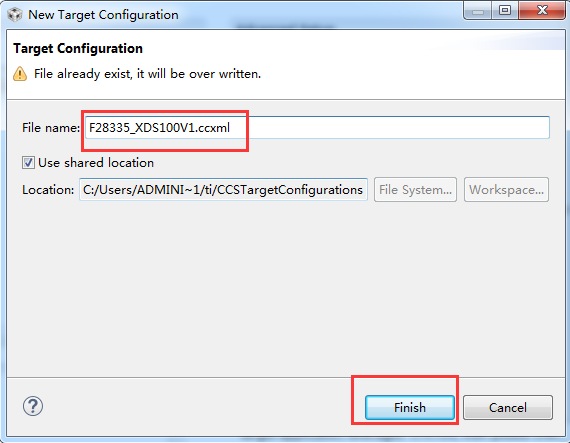 New Target Configuration
Target Configuration
File already exist, it will be over written.
File name: F28335_XDS100V1.ccxml
Use shared location
Location: C:/Users/ADMINI~1/ti/CCSTargetConfigurations File System... Workspace...
? Finish Cancel